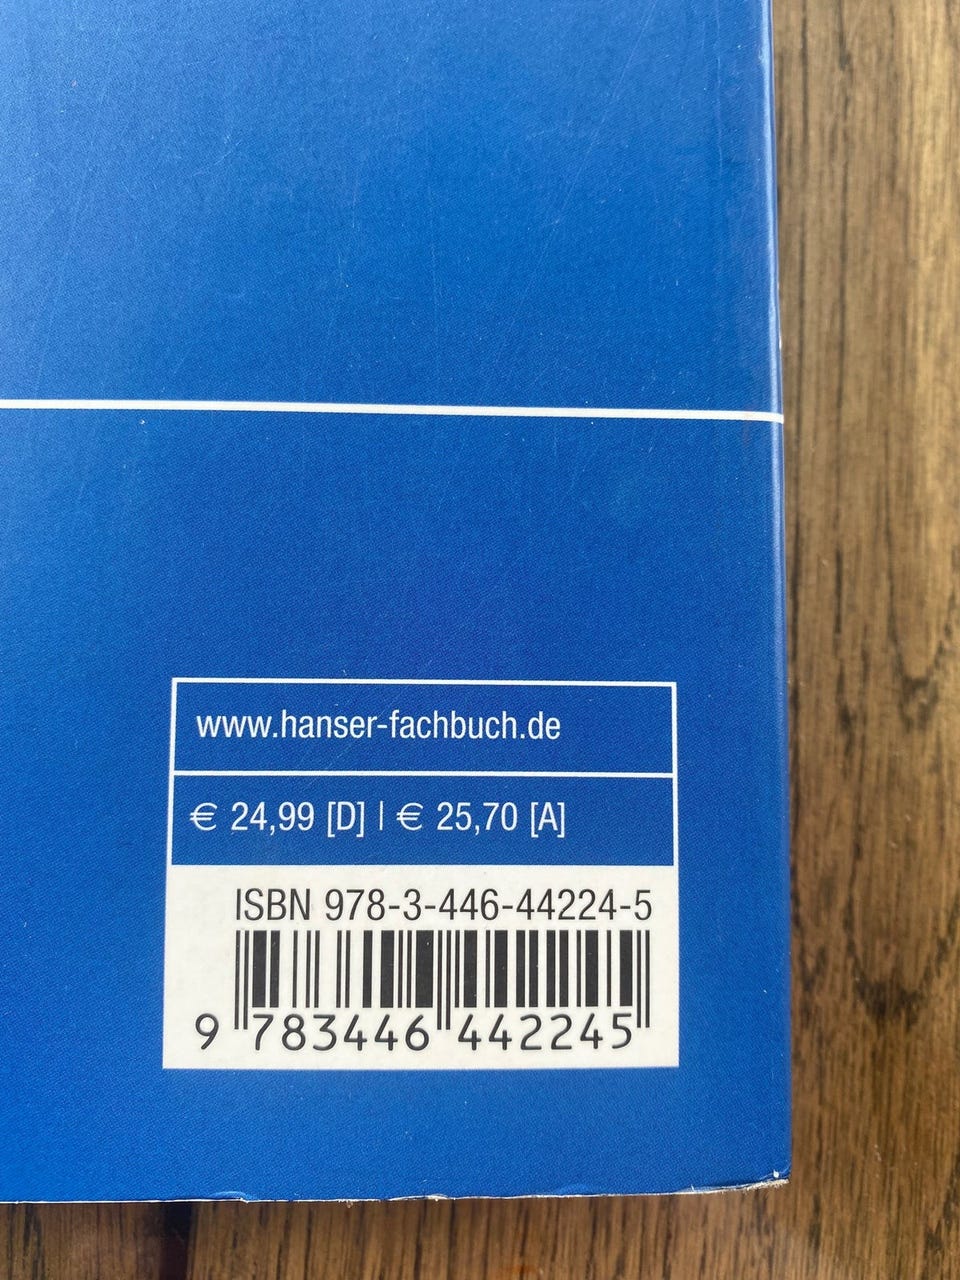 www.hanser-fachbuch.de
€ 24,99 [D] | € 25,70 [A]
ISBN 978-3-446-44224-5
9 783446 442245